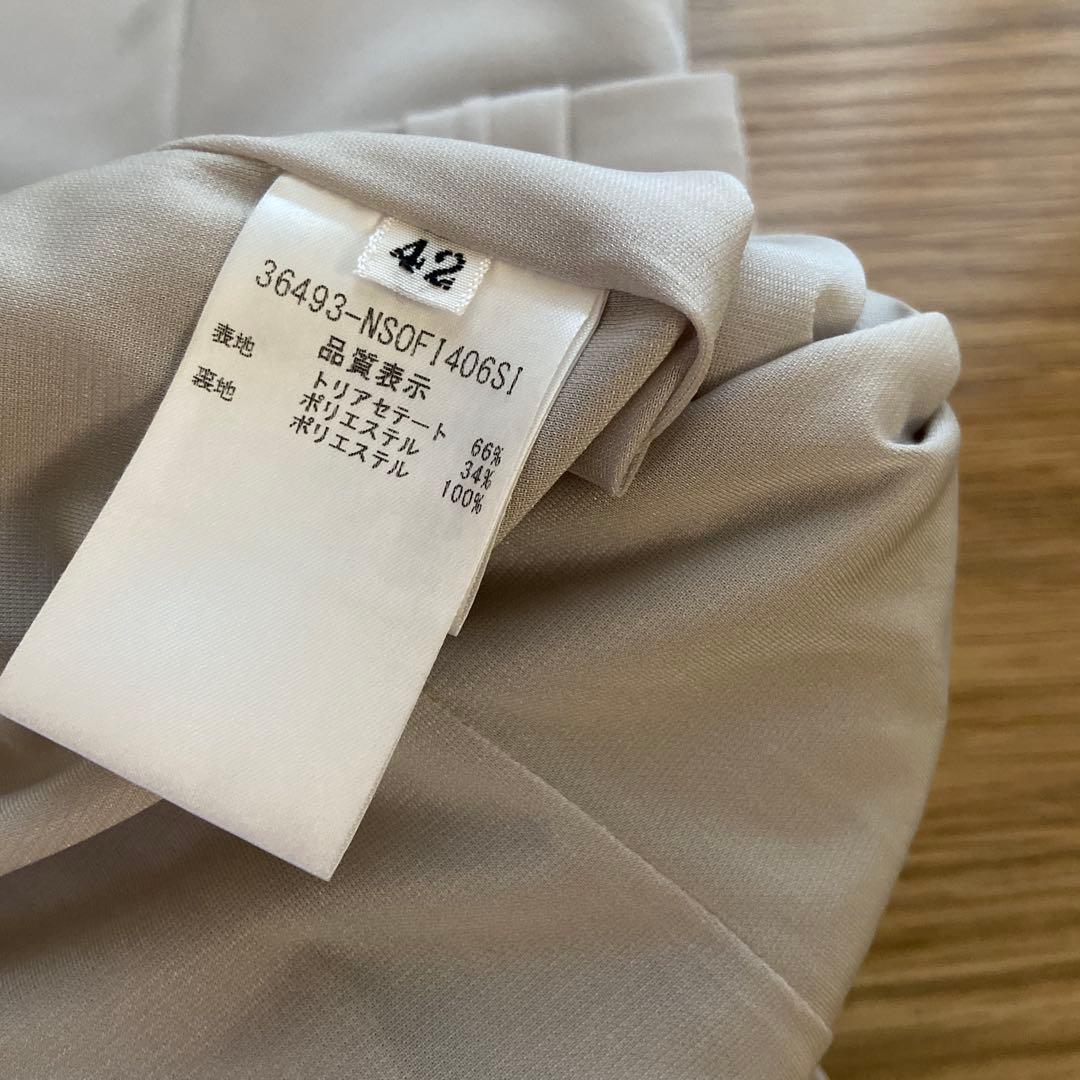 42
36493-NSOFI406SI
品質表示
表地 トリアセテート 66%
ポリエステル 34%
裏地 ポリエステル 100%